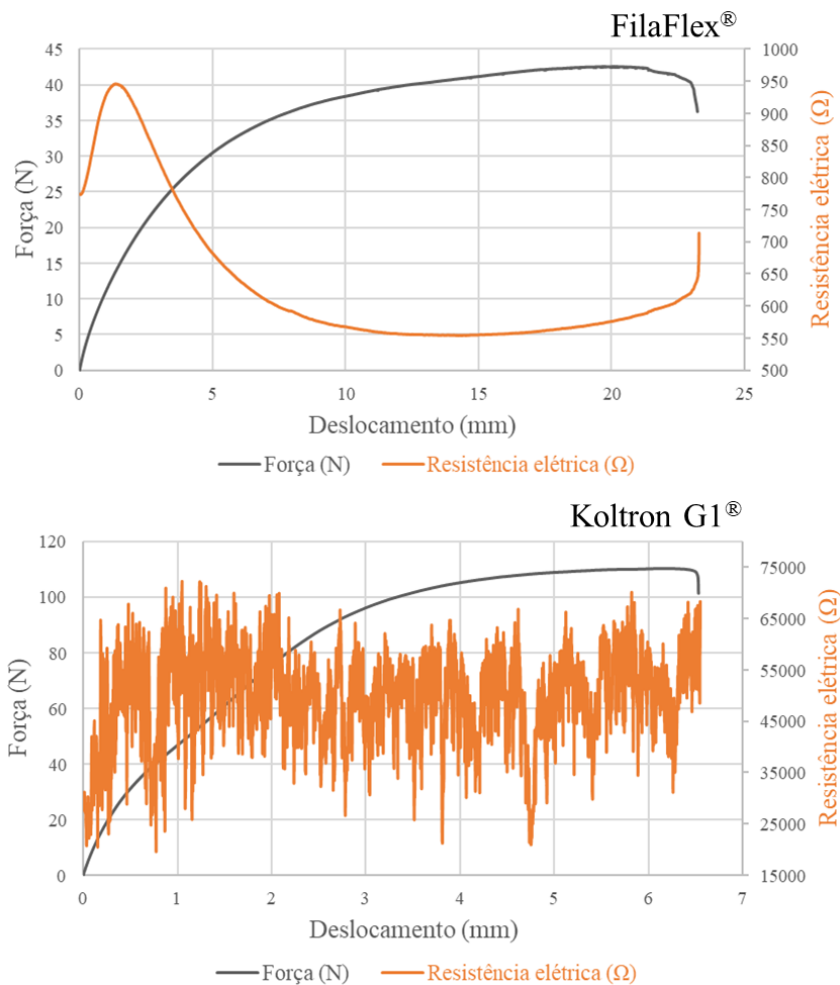 FilaFlex®
Força (N)
45
40
35
30
25
20
15
10
5
0
1000
950
900
850
800
750
700
650
600
550
500
Resistência elétrica (Ω)
0 5 10 15 20 25
Deslocamento (mm)
Força (N) Resistência elétrica (Ω)
Koltron G1®
Força (N)
120
100
80
60
40
20
0
75000
65000
55000
45000
35000
25000
15000
Resistência elétrica (Ω)
0 1 2 3 4 5 6 7
Deslocamento (mm)
Força (N) Resistência elétrica (Ω)